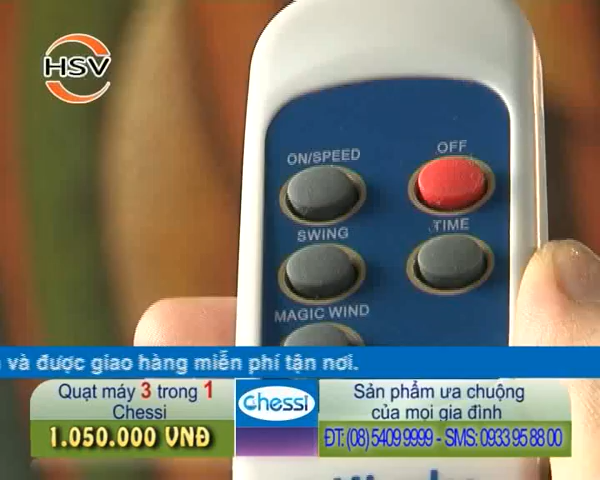 HSV
ON/SPEED
OFF
SWING
TIME
MAGIC WIND
và được giao hàng miễn phí tận nơi.
Quạt máy 3 trong 1
Chessi
1.050.000 VNĐ
Chessi
Sản phẩm ưa chuộng
của mọi gia đình
ĐT: (08) 5409 9999 - SMS: 0933 95 88 00